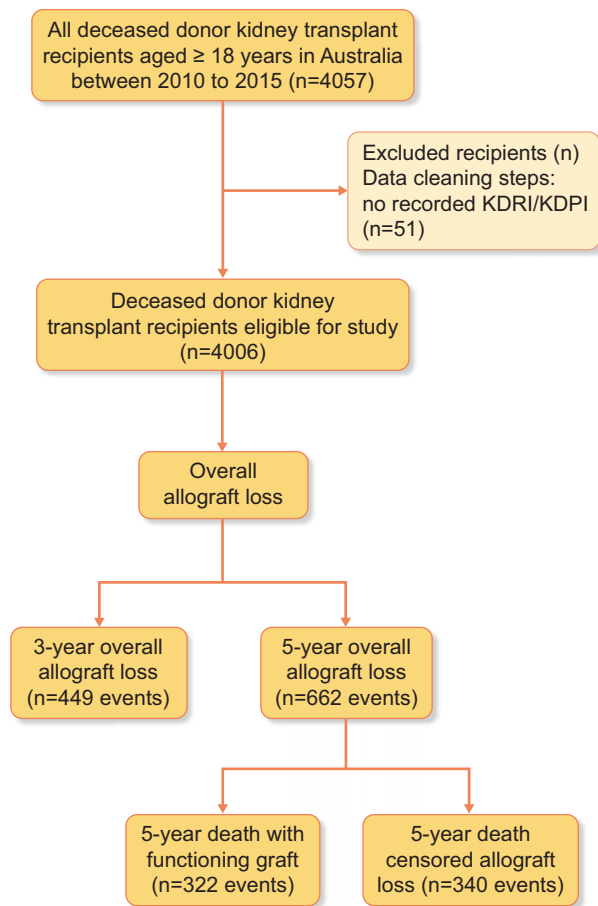 All deceased donor kidney transplant
recipients aged ≥ 18 years in Australia
between 2010 to 2015 (n=4057)
Excluded recipients (n)
Data cleaning steps:
no recorded KDRI/KDPI
(n=51)
Deceased donor kidney
transplant recipients eligible for study
(n=4006)
Overall
allograft loss
3-year overall
allograft loss
(n=449 events)
5-year overall
allograft loss
(n=662 events)
5-year death with
functioning graft
(n=322 events)
5-year death
censored allograft
loss (n=340 events)